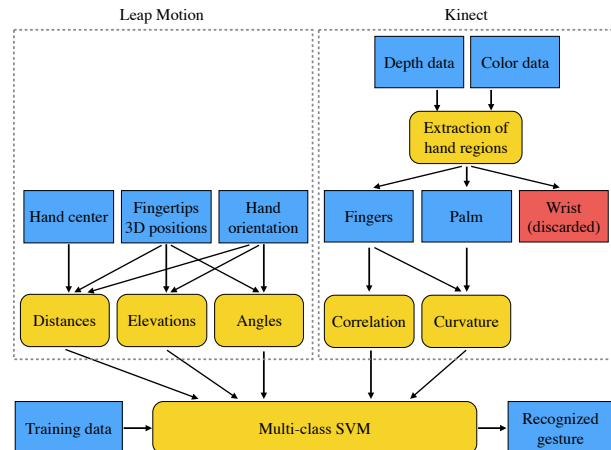 Leap Motion
Kinect
Depth data
Color data
Extraction of
hand regions
Hand center
Fingertips
3D positions
Hand
orientation
Fingers
Palm
Wrist
(discarded)
Distances
Elevations
Angles
Correlation
Curvature
Training data
Multi-class SVM
Recognized
gesture